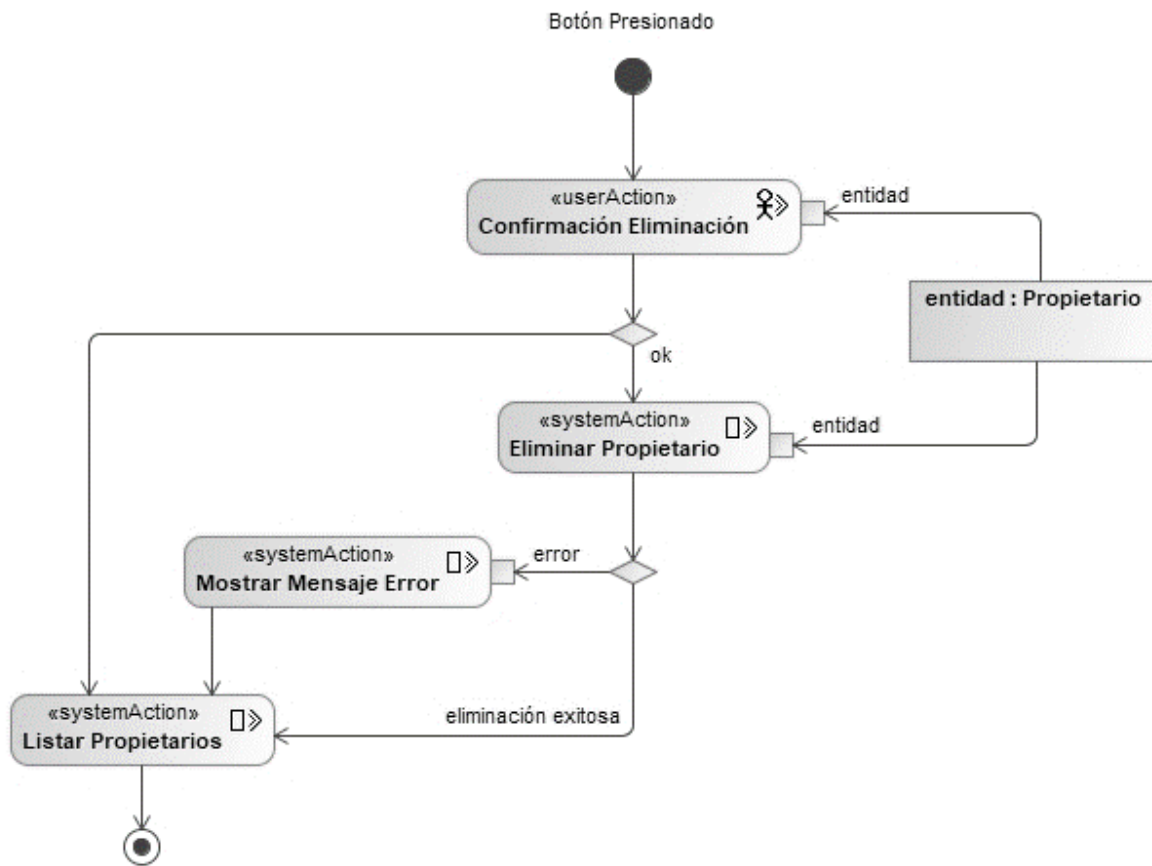 Botón Presionado
«userAction»
Confirmación Eliminación
entidad
entidad : Propietario
ok
«systemAction»
Eliminar Propietario
entidad
«systemAction»
Mostrar Mensaje Error
error
«systemAction»
Listar Propietarios
eliminación exitosa